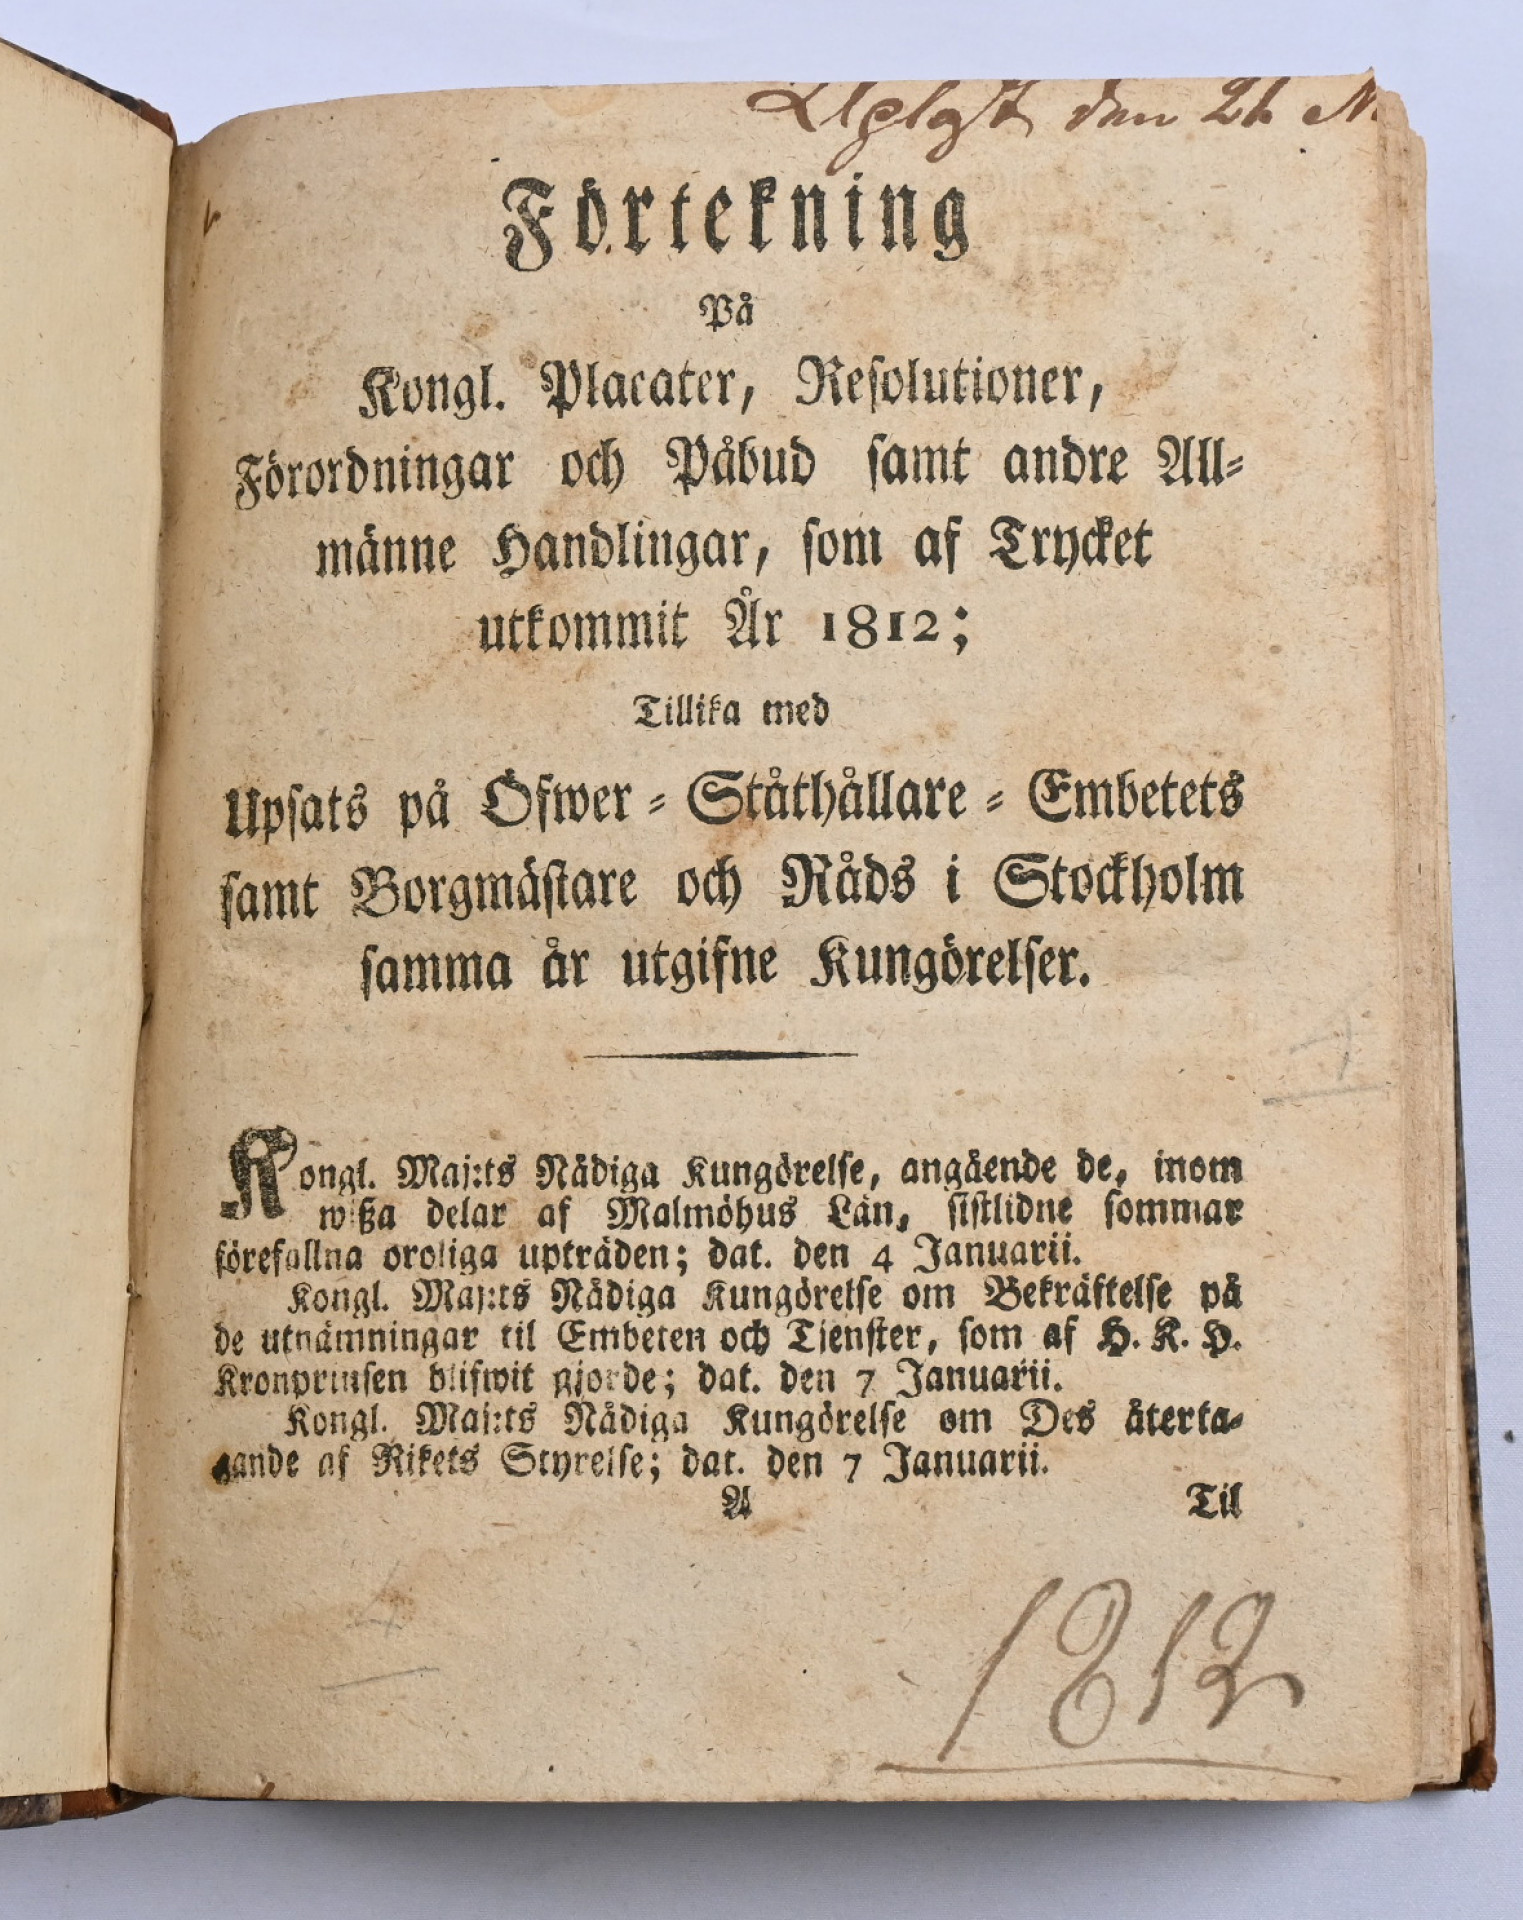 den 21
Förtekning
På
Kongl. Placater, Resolutioner,
Förordningar och Påbud samt andre All-
männe Handlingar, som af Trycket
utkommit År 1812;
Tillika med
Upsats på Öfwer-Ståthållare-Embetets
samt Borgmästare och Råds i Stockholm
samma år utgifne Kungörelser.
Kongl. Maj:ts Nådiga Kungörelse, angående de, inom
wißa delar af Malmöhus Län, sistlidne sommar
förefallna oroliga upträden; dat. den 4 Januarii.
Kongl. Maj:ts Nådiga Kungörelse om Bekräftelse på
de utnämningar til Embeten och Tienster, som af H. K. H.
Kronprinsen blifwit gjorde; dat. den 7 Januarii.
Kongl. Maj:ts Nådiga Kungörelse om Des återta-
gande af Rikets Styrelse; dat. den 7 Januarii.
A Til
1812